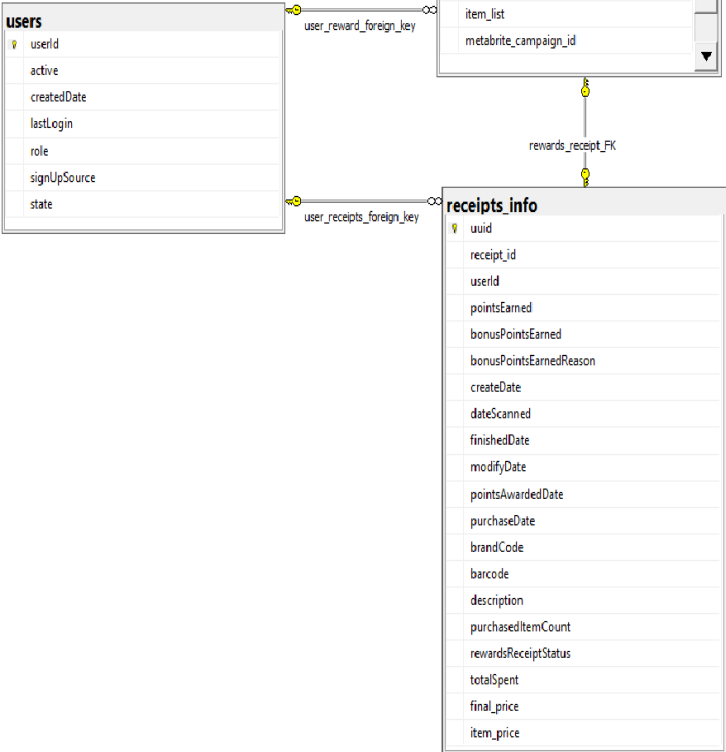 users
userId
active
createdDate
lastLogin
role
signUpSource
state
user_reward_foreign_key
item_list
metabrite_campaign_id
rewards_receipt_FK
user_receipts_foreign_key
receipts_info
uuid
receipt_id
userId
pointsEarned
bonusPointsEarned
bonusPointsEarnedReason
createDate
dateScanned
finishedDate
modifyDate
pointsAwardedDate
purchaseDate
brandCode
barcode
description
purchasedItemCount
rewardsReceiptStatus
totalSpent
final_price
item_price